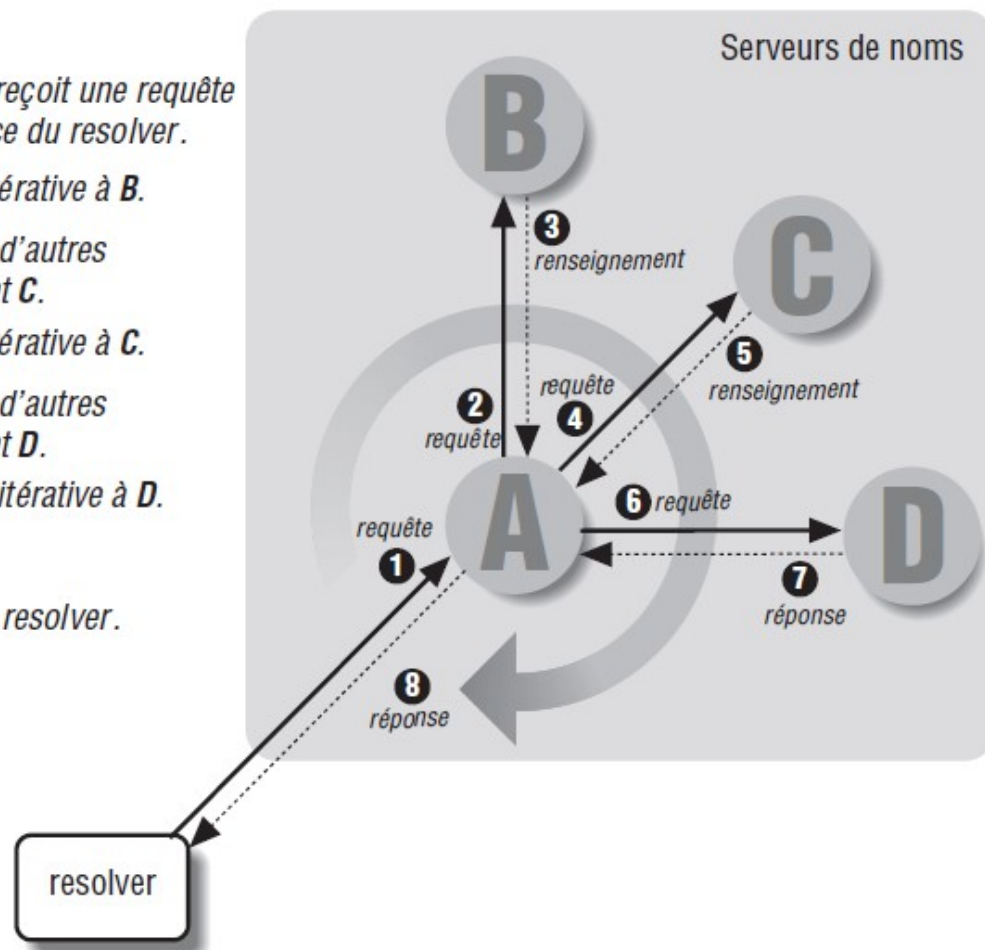 reçoit une requête
ce du resolver.
érative à B.
d'autres
t C.
érative à C.
d'autres
t D.
itérative à D.
resolver.
Serveurs de noms
B
3
renseignement
C
5
renseignement
requête
4
2
requête
A
6 requête
D
7
réponse
requête
1
8
réponse
resolver